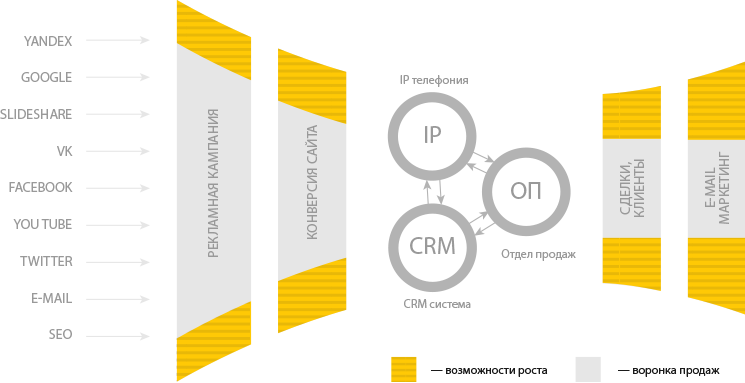 YANDEX
GOOGLE
SLIDESHARE
VK
FACEBOOK
YOU TUBE
TWITTER
E-MAIL
SEO
РЕКЛАМНАЯ КАМПАНИЯ
КОНВЕРСИЯ САЙТА
IP телефония
IP
ОП
Отдел продаж
CRM
CRM система
СДЕЛКИ,
КЛИЕНТЫ
E-MAIL
МАРКЕТИНГ
— возможности роста
— воронка продаж